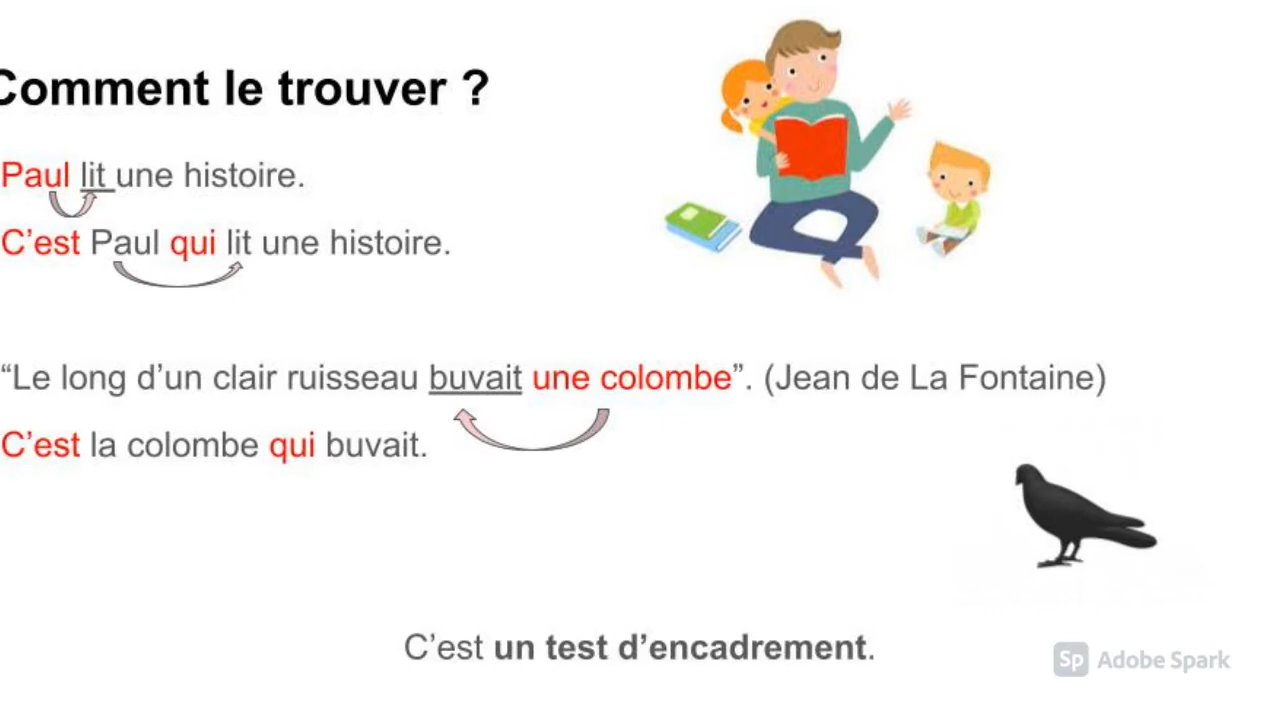 Comment le trouver ?
Paul lit une histoire.
C’est Paul qui lit une histoire.
“Le long d’un clair ruisseau buvait une colombe”. (Jean de La Fontaine)
C’est la colombe qui buvait.
C’est un test d’encadrement.
Sp Adobe Spark